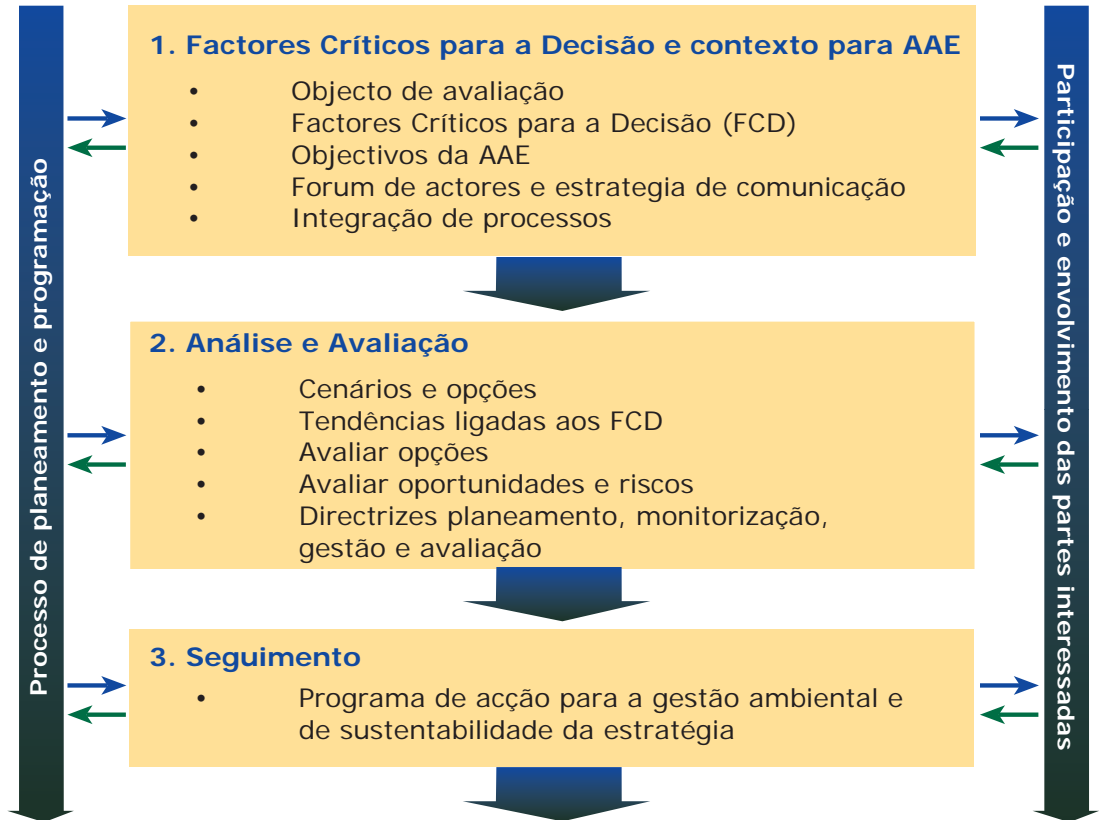 Processo de planeamento e programação
1. Factores Críticos para a Decisão e contexto para AAE
• Objecto de avaliação
• Factores Críticos para a Decisão (FCD)
• Objectivos da AAE
• Forum de actores e estrategia de comunicação
• Integração de processos
2. Análise e Avaliação
• Cenários e opções
• Tendências ligadas aos FCD
• Avaliar opções
• Avaliar oportunidades e riscos
• Directrizes planeamento, monitorização,
gestão e avaliação
3. Seguimento
• Programa de acção para a gestão ambiental e
de sustentabilidade da estratégia
Participação e envolvimento das partes interessadas